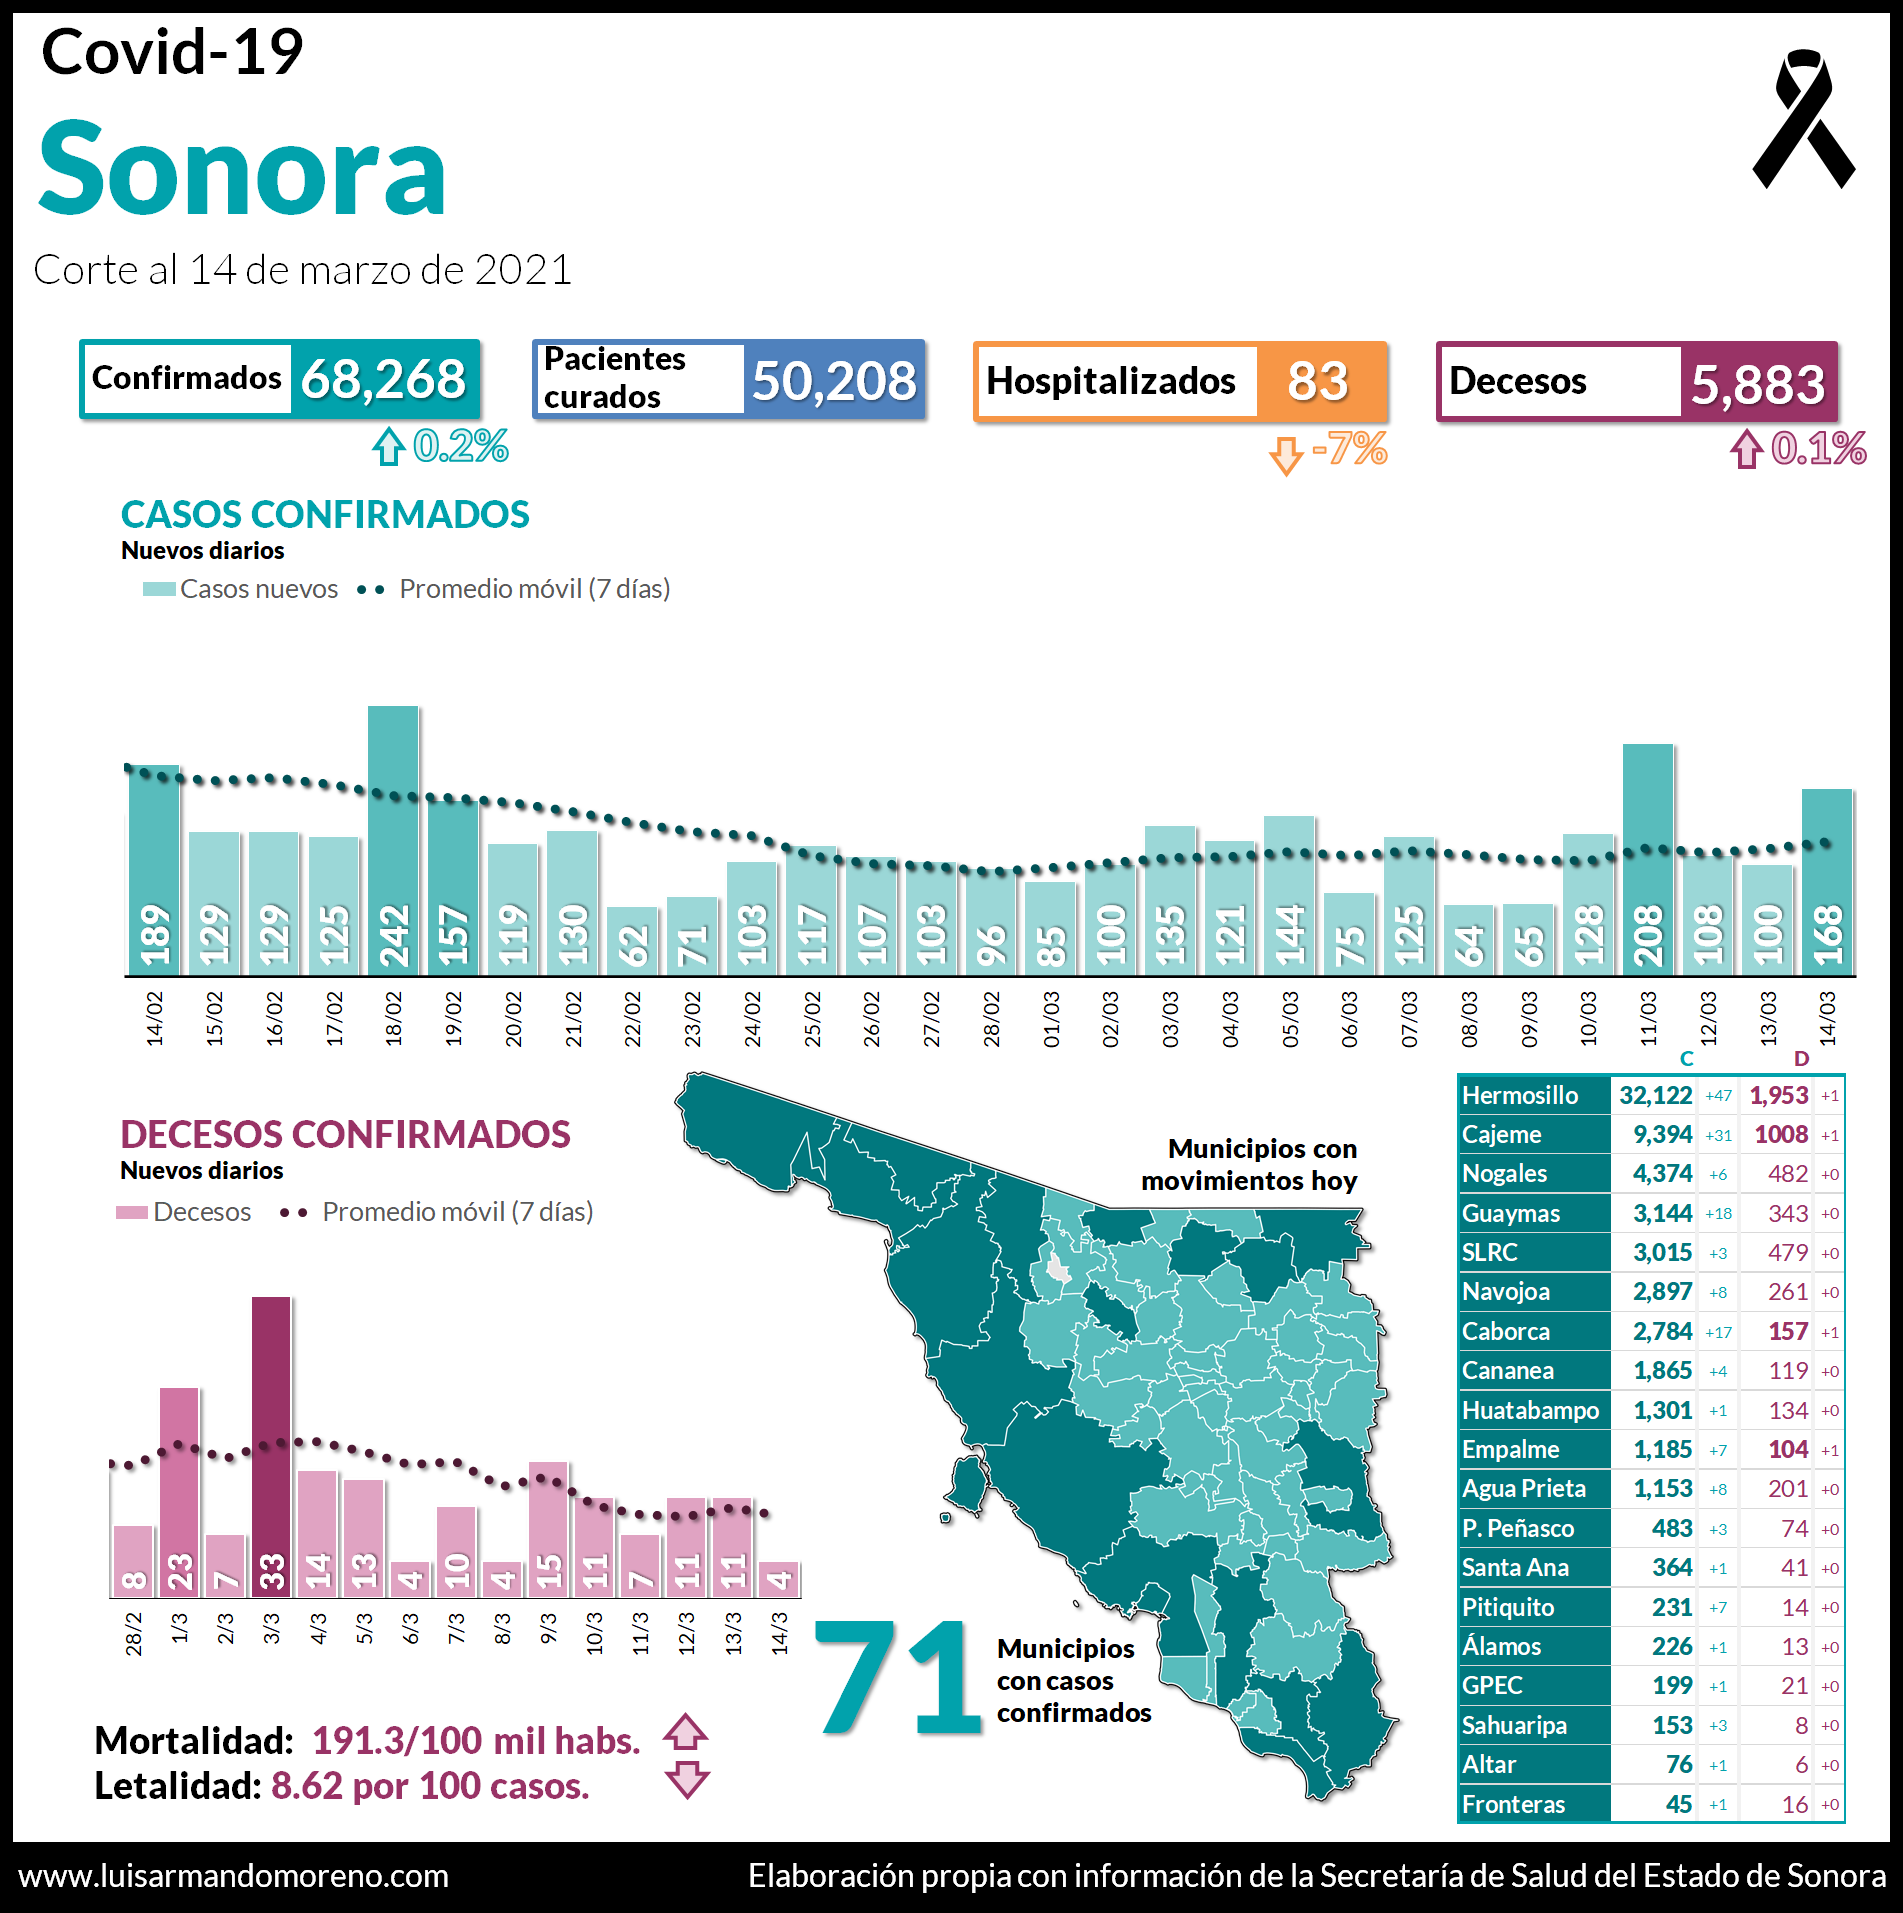 Covid-19
Sonora
Corte al 14 de marzo de 2021
Confirmados 68,268
0.2%
Pacientes
curados
50,208
Hospitalizados 83
-7%
Decesos 5,883
0.1%
CASOS CONFIRMADOS
Nuevos diarios
Casos nuevos Promedio móvil (7 días)
189 129 129 125 242 157 119 130 62 71 103 117 107 103 96 85 100 135 121 144 75 125 64 65 128 208 108 100 168
14/02 15/02 16/02 17/02 18/02 19/02 20/02 21/02 22/02 23/02 24/02 25/02 26/02 27/02 28/02 01/03 02/03 03/03 04/03 05/03 06/03 07/03 08/03 09/03 10/03 11/03 12/03 13/03 14/03
DECESOS CONFIRMADOS
Nuevos diarios
Decesos Promedio móvil (7 días)
8 23 7 33 14 13 4 10 4 15 11 7 11 11 4
28/2 1/3 2/3 3/3 4/3 5/3 6/3 7/3 8/3 9/3 10/3 11/3 12/3 13/3 14/3
Mortalidad: 191.3/100 mil habs.
Letalidad: 8.62 por 100 casos.
Municipios con
movimientos hoy
71
Municipios
con casos
confirmados
C D
Hermosillo 32,122 +47 1,953 +1
Cajeme 9,394 +31 1008 +1
Nogales 4,374 +6 482 +0
Guaymas 3,144 +18 343 +0
SLRC 3,015 +3 479 +0
Navojoa 2,897 +8 261 +0
Caborca 2,784 +17 157 +1
Cananea 1,865 +4 119 +0
Huatabampo 1,301 +1 134 +0
Empalme 1,185 +7 104 +1
Agua Prieta 1,153 +8 201 +0
P. Peñasco 483 +3 74 +0
Santa Ana 364 +1 41 +0
Pitiquito 231 +7 14 +0
Álamos 226 +1 13 +0
GPEC 199 +1 21 +0
Sahuaripa 153 +3 8 +0
Altar 76 +1 6 +0
Fronteras 45 +1 16 +0
www.luisarmandomoreno.com
Elaboración propia con información de la Secretaría de Salud del Estado de Sonora